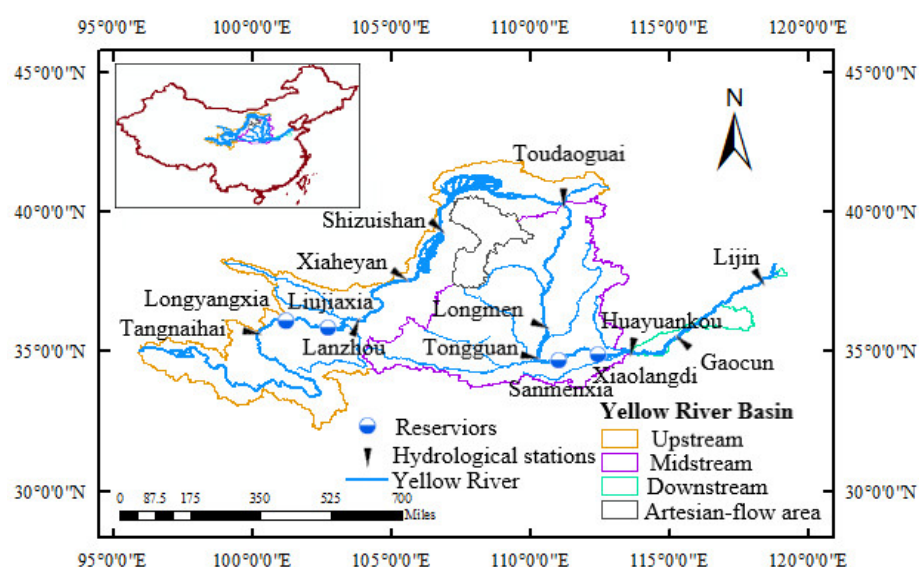 95°0'0"E 100°0'0"E 105°0'0"E 110°0'0"E 115°0'0"E 120°0'0"E
45°0'0"N 45°0'0"N
N
Toudaoguai
40°0'0"N 40°0'0"N
Shizuishan
Xiaheyan
Lijin
Longyangxia Liujiaxia
Longmen
Huayuankou
Tangnaihai
Lanzhou
Tongguan
35°0'0"N 35°0'0"N
Gaocun
Xiaolangdi
Sanmenxia
Yellow River Basin
Reserviors
Upstream
Hydrological stations
Midstream
Yellow River
Downstream
30°0'0"N 30°0'0"N
0 87.5 175 350 525 700
Miles
Artesian-flow area
95°0'0"E 100°0'0"E 105°0'0"E 110°0'0"E 115°0'0"E 120°0'0"E